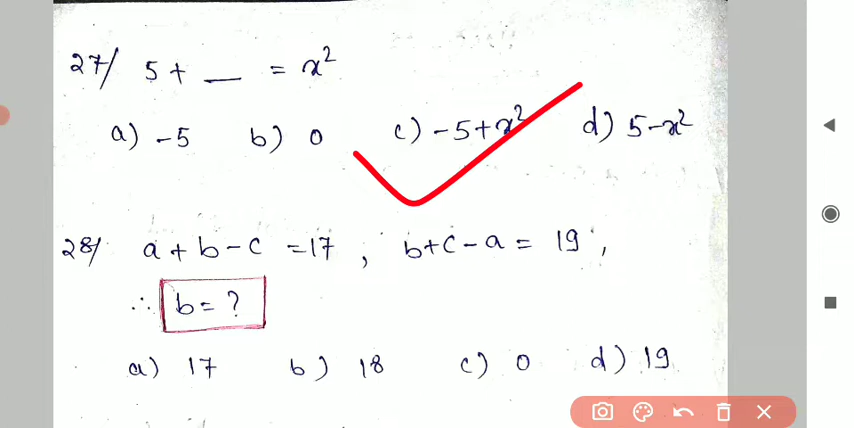 27/ 5 + __ = x²
a) -5 b) 0 c) -5+x² d) 5-x²
28/ a + b - c = 17 , b+c-a = 19 ,
∴ b = ?
a) 17 b) 18 c) 0 d) 19